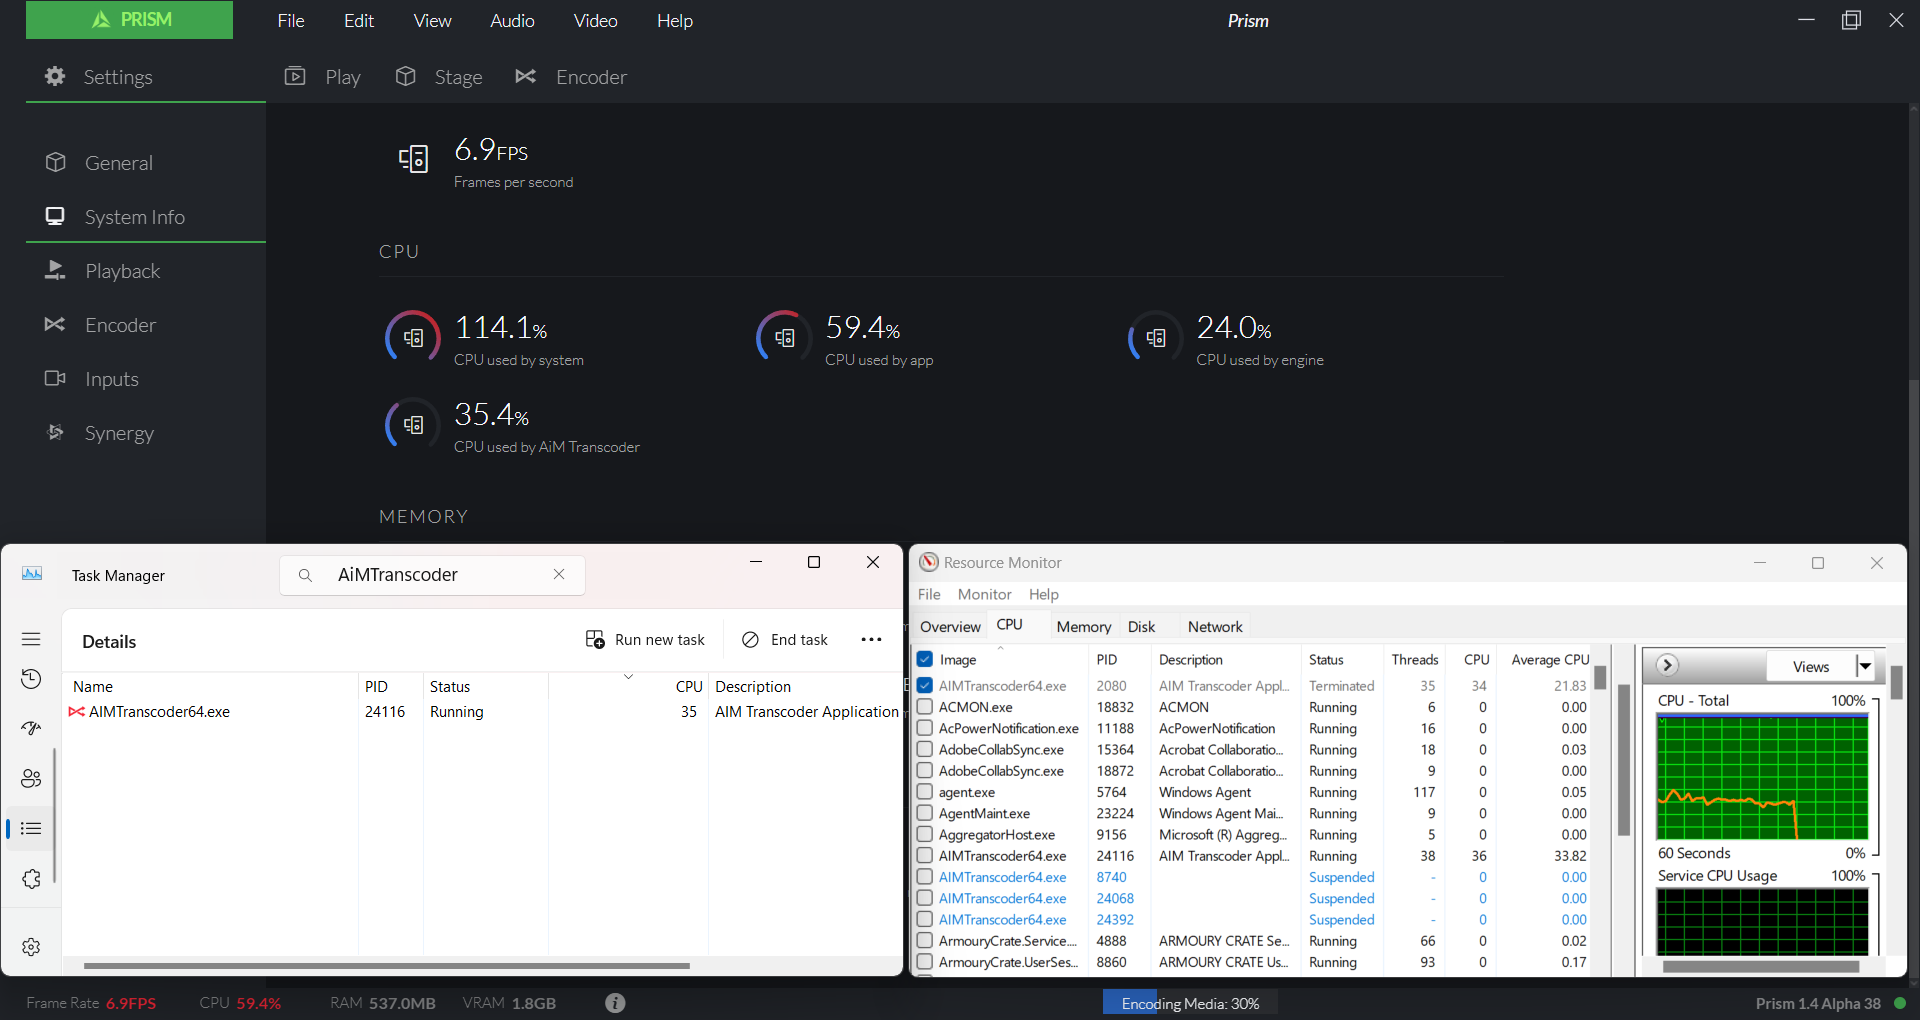 PRISM
File Edit View Audio Video Help
Prism
Settings
Play Stage Encoder
General
System Info
Playback
Encoder
Inputs
Synergy
6.9FPS
Frames per second
CPU
114.1%
CPU used by system
59.4%
CPU used by app
24.0%
CPU used by engine
35.4%
CPU used by AiM Transcoder
MEMORY
Task Manager
AiMTranscoder
Details
Run new task
End task
Name PID Status CPU Description
AIMTranscoder64.exe 24116 Running 35 AIM Transcoder Application
Resource Monitor
File Monitor Help
Overview CPU Memory Disk Network
Image PID Description Status Threads CPU Average CPU
AIMTranscoder64.exe 2080 AIM Transcoder Appl... Terminated 35 34 21.83
ACMON.exe 18832 ACMON Running 6 0 0.00
AcPowerNotification.exe 11188 AcPowerNotification Running 16 0 0.00
AdobeCollabSync.exe 15364 Acrobat Collaboratio... Running 18 0 0.03
AdobeCollabSync.exe 18872 Acrobat Collaboratio... Running 9 0 0.00
agent.exe 5764 Windows Agent Running 117 0 0.05
AgentMaint.exe 23224 Windows Agent Mai... Running 9 0 0.00
AggregatorHost.exe 9156 Microsoft (R) Aggreg... Running 5 0 0.00
AIMTranscoder64.exe 24116 AIM Transcoder Appl... Running 38 36 33.82
AIMTranscoder64.exe 8740 Suspended - 0 0.00
AIMTranscoder64.exe 24068 Suspended - 0 0.00
AIMTranscoder64.exe 24392 Suspended - 0 0.00
ArmouryCrate.Service.... 4888 ARMOURY CRATE Se... Running 66 0 0.02
ArmouryCrate.UserSes... 8860 ARMOURY CRATE Us... Running 93 0 0.17
Views
CPU - Total 100%
60 Seconds 0%
Service CPU Usage 100%
Frame Rate 6.9FPS CPU 59.4% RAM 537.0MB VRAM 1.8GB
Encoding Media: 30%
Prism 1.4 Alpha 38